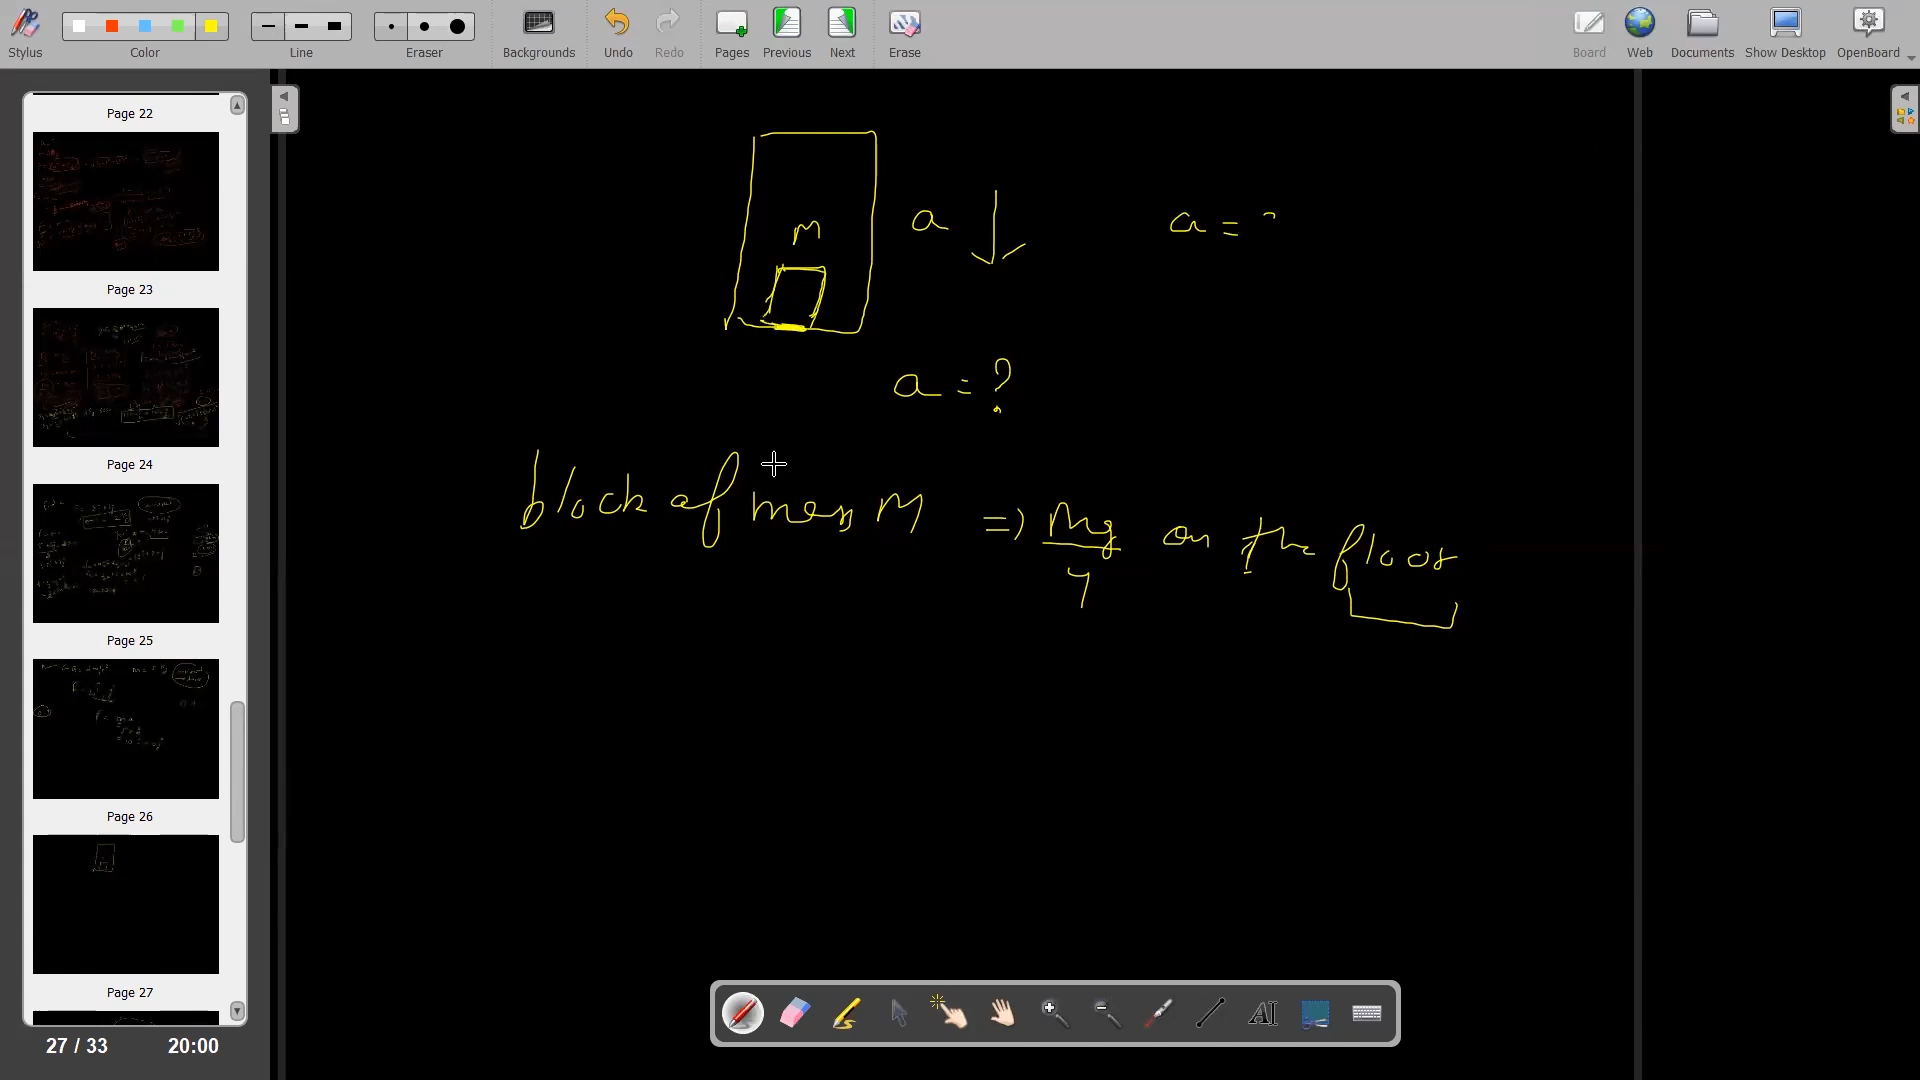 Stylus
Color
Line
Eraser
Backgrounds
Undo
Redo
Pages
Previous
Next
Erase
Board
Web
Documents
Show Desktop
OpenBoard
Page 22
Page 23
Page 24
Page 25
Page 26
Page 27
27 / 33
20:00
M
a
a = ?
a = ?
block of mass M => Mg/4 on the floor
AI